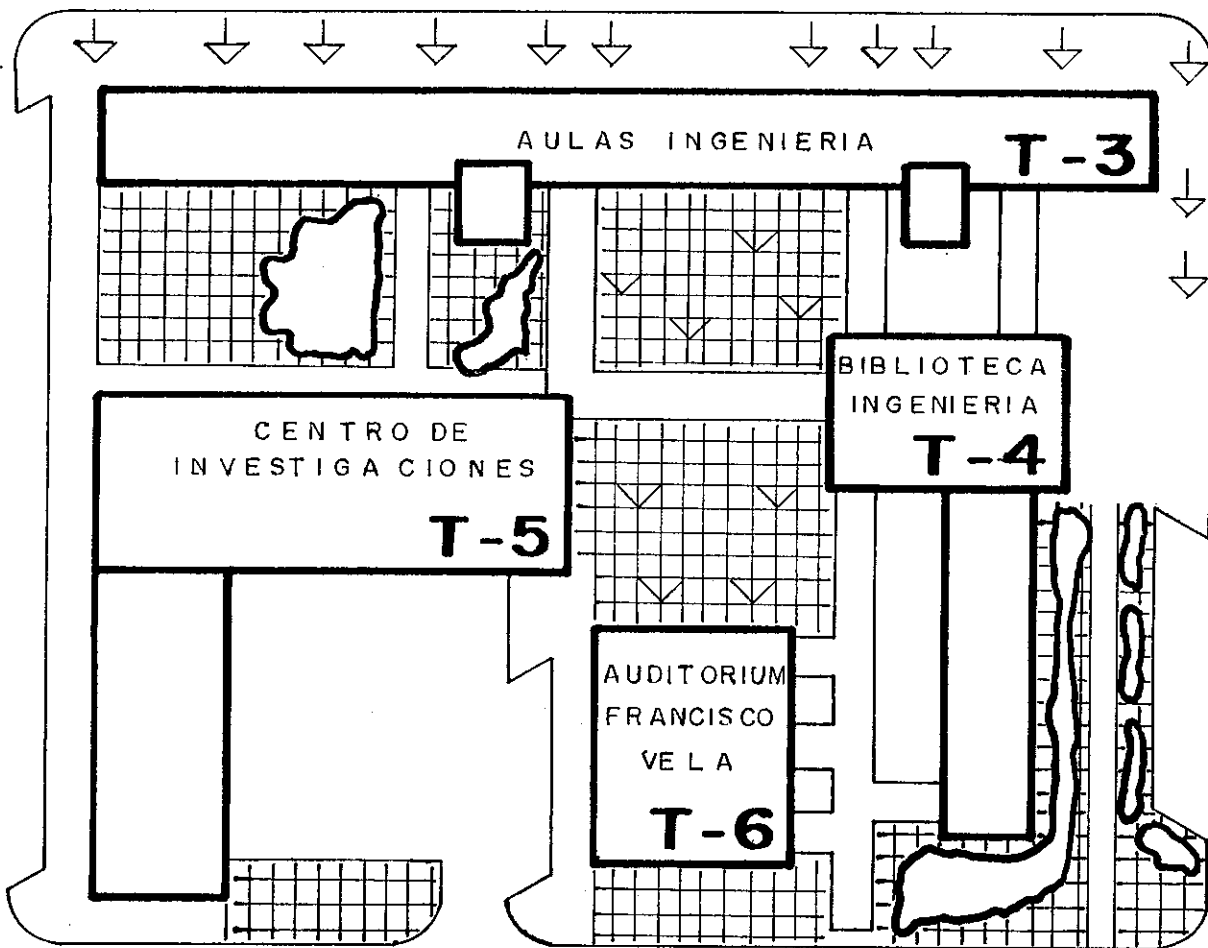 AULAS INGENIERIA
T-3
BIBLIOTECA
INGENIERIA
T-4
CENTRO DE
INVESTIGACIONES
T-5
AUDITORIUM
FRANCISCO
VELA
T-6